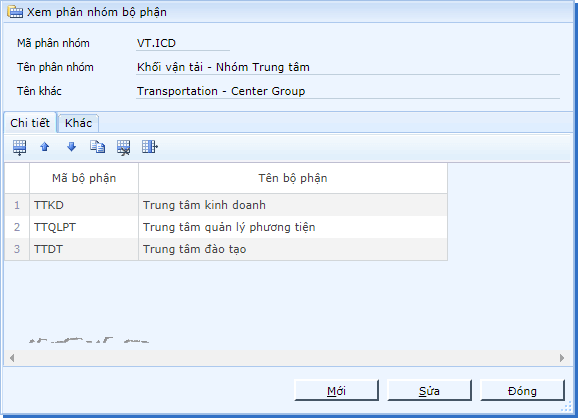 Xem phân nhóm bộ phận
Mã phân nhóm VT.ICD
Tên phân nhóm Khối vận tải - Nhóm Trung tâm
Tên khác Transportation - Center Group
Chi tiết Khác
Mã bộ phận Tên bộ phận
1 TTKD Trung tâm kinh doanh
2 TTQLPT Trung tâm quản lý phương tiện
3 TTDT Trung tâm đào tạo
Mới Sửa Đóng